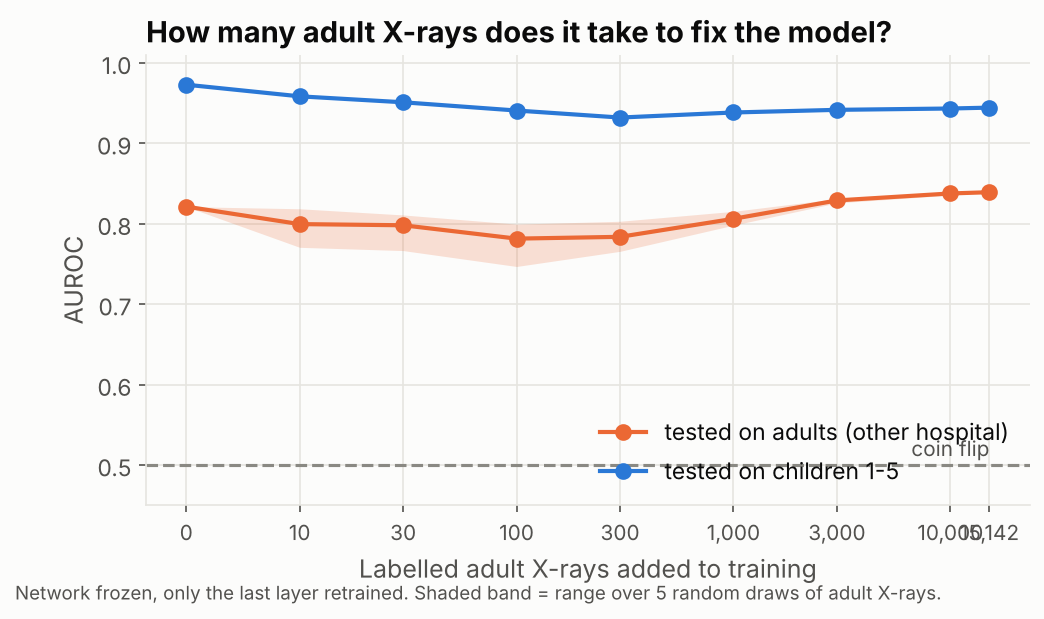 How many adult X-rays does it take to fix the model?
1.0
0.9
0.8
0.7
0.6
0.5
AUROC
tested on adults (other hospital)
coin flip
tested on children 1-5
0 10 30 100 300 1,000 3,000 10,000 15,142
Labelled adult X-rays added to training
Network frozen, only the last layer retrained. Shaded band = range over 5 random draws of adult X-rays.